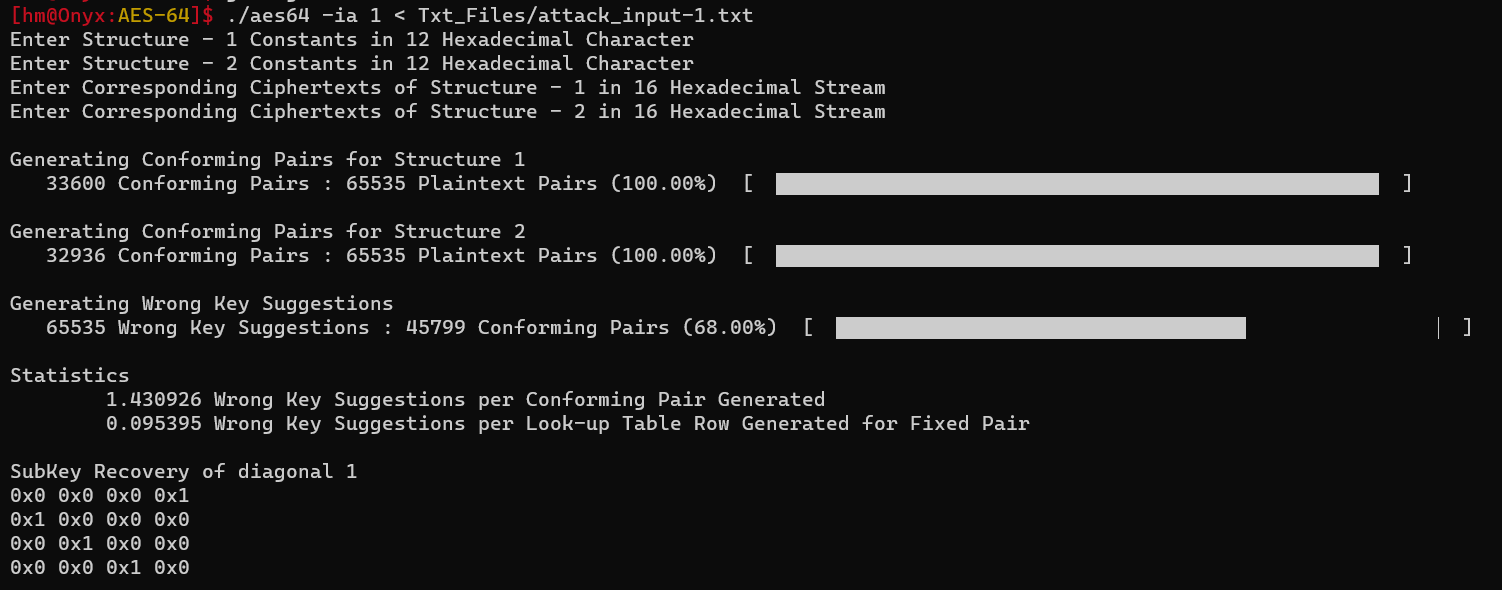 [hm@Onyx:AES-64]$ ./aes64 -ia 1 < Txt_Files/attack_input-1.txt
Enter Structure - 1 Constants in 12 Hexadecimal Character
Enter Structure - 2 Constants in 12 Hexadecimal Character
Enter Corresponding Ciphertexts of Structure - 1 in 16 Hexadecimal Stream
Enter Corresponding Ciphertexts of Structure - 2 in 16 Hexadecimal Stream
Generating Conforming Pairs for Structure 1
33600 Conforming Pairs : 65535 Plaintext Pairs (100.00%) [ ]
Generating Conforming Pairs for Structure 2
32936 Conforming Pairs : 65535 Plaintext Pairs (100.00%) [ ]
Generating Wrong Key Suggestions
65535 Wrong Key Suggestions : 45799 Conforming Pairs (68.00%) [ | ]
Statistics
1.430926 Wrong Key Suggestions per Conforming Pair Generated
0.095395 Wrong Key Suggestions per Look-up Table Row Generated for Fixed Pair
SubKey Recovery of diagonal 1
0x0 0x0 0x0 0x1
0x1 0x0 0x0 0x0
0x0 0x1 0x0 0x0
0x0 0x0 0x1 0x0